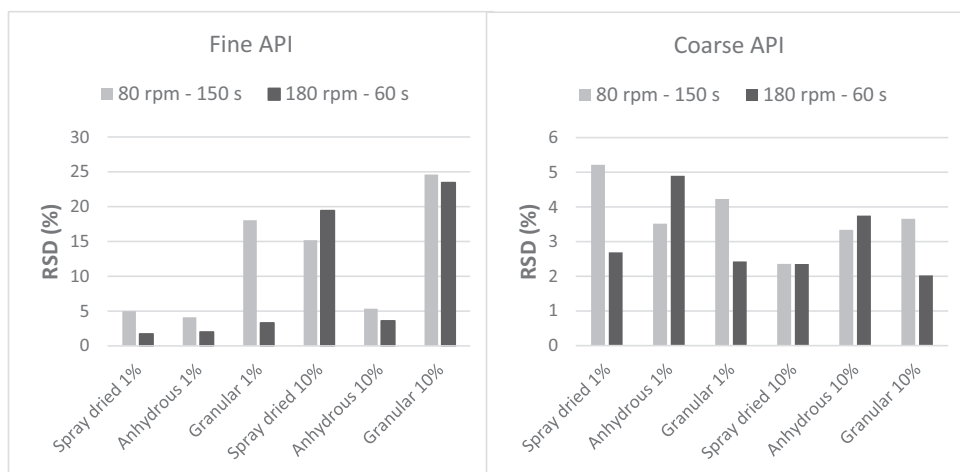 Fine API
80 rpm - 150 s 180 rpm - 60 s
RSD (%)
30
25
20
15
10
5
0
Spray dried 1%
Anhydrous 1%
Granular 1%
Spray dried 10%
Anhydrous 10%
Granular 10%
Coarse API
80 rpm - 150 s 180 rpm - 60 s
RSD (%)
6
5
4
3
2
1
0
Spray dried 1%
Anhydrous 1%
Granular 1%
Spray dried 10%
Anhydrous 10%
Granular 10%